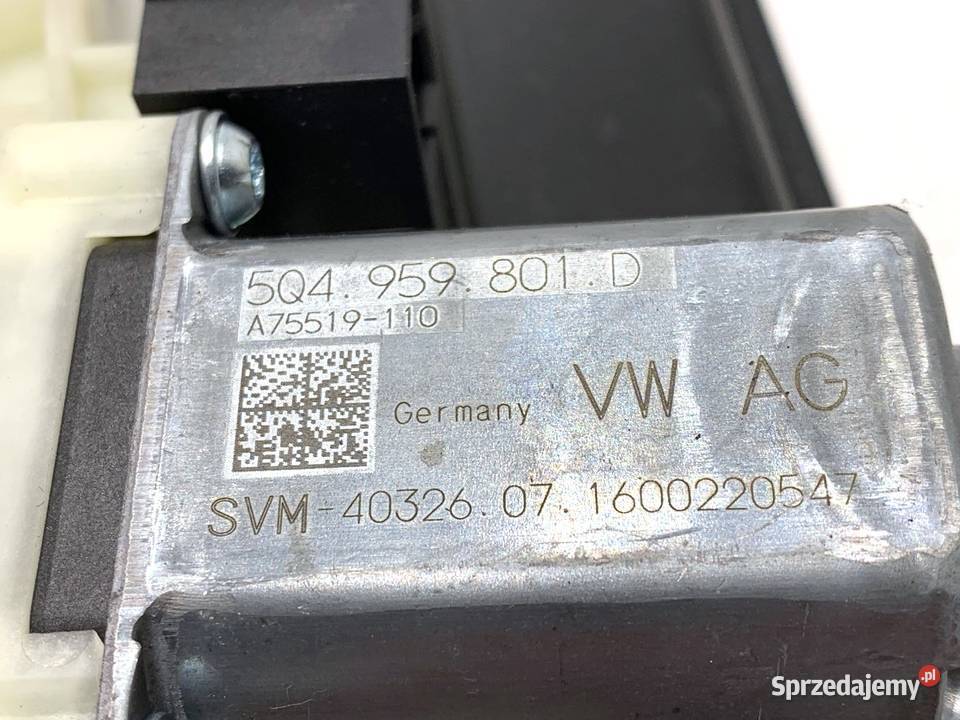 5Q4.959.801.D
A75519-110
Germany VW AG
SVM-40326.07.1600220547
Sprzedajemy.pl